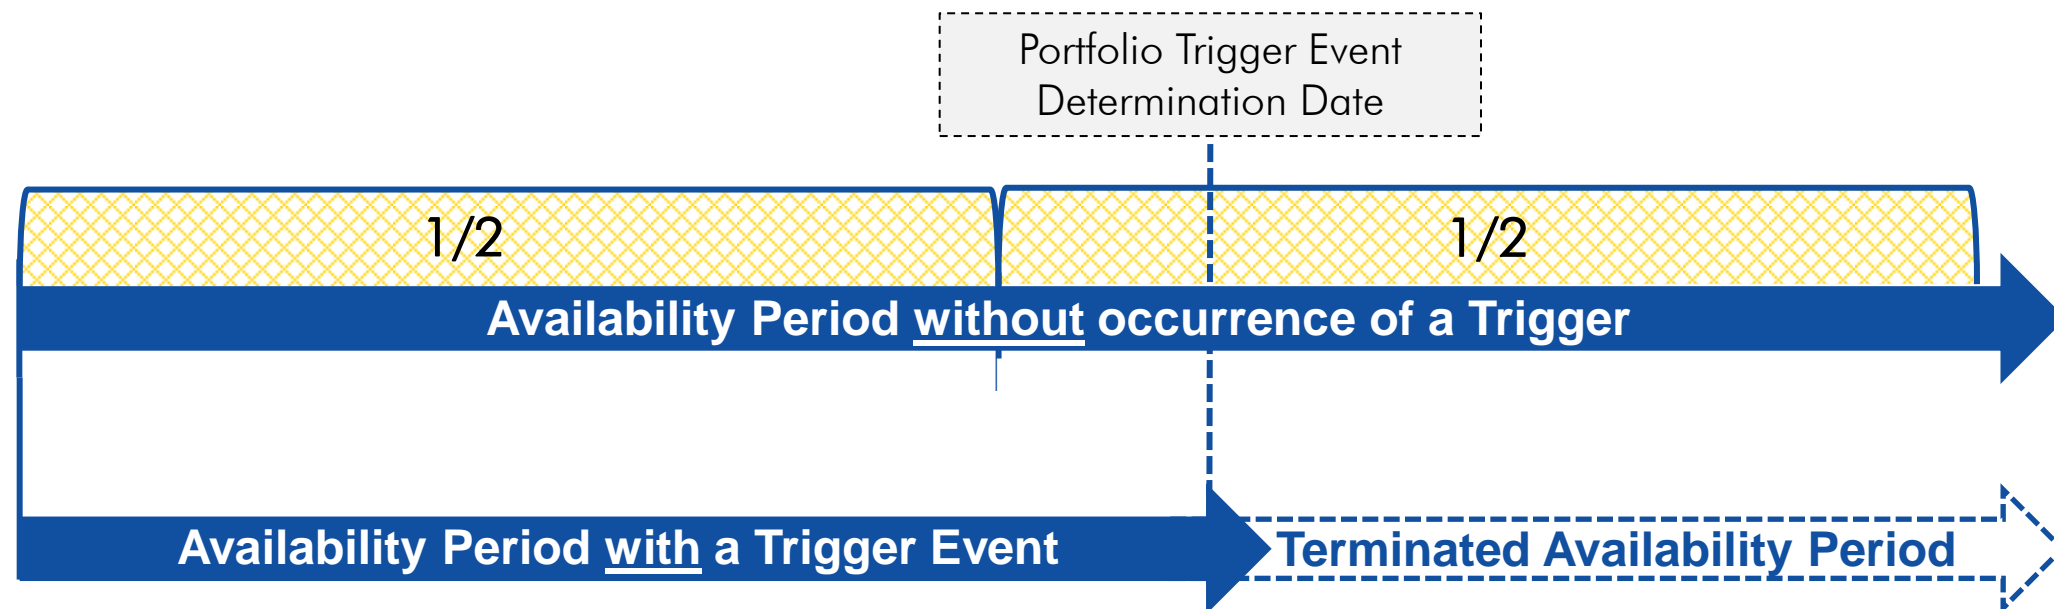 Portfolio Trigger Event
Determination Date
1/2
1/2
Availability Period without occurrence of a Trigger
Availability Period with a Trigger Event
Terminated Availability Period